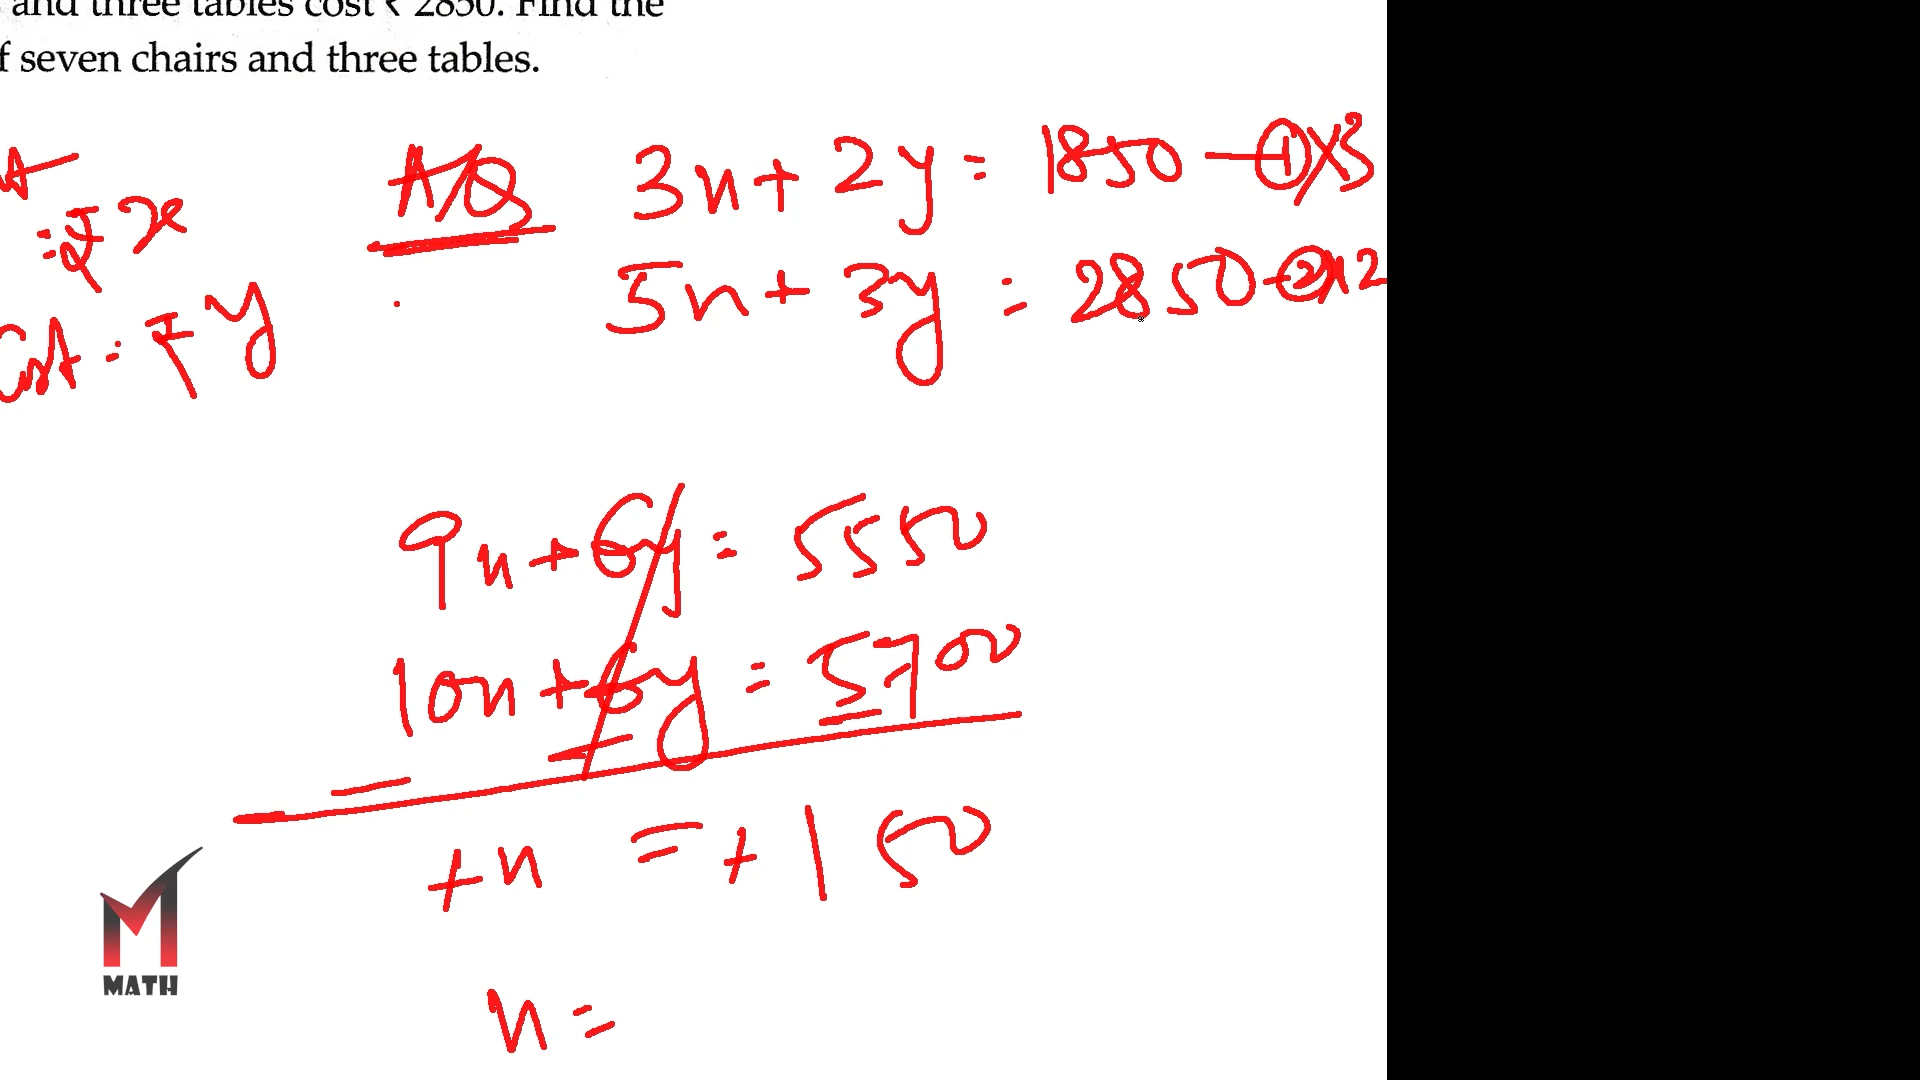 and three tables cost ₹ 2850. Find the
f seven chairs and three tables.
= ₹ x
Cost = ₹ y
A/Q
3x + 2y = 1850 — ① × 3
5x + 3y = 2850 - ② × 2
9x + 6y = 5550
10x + 6y = 5700
+x = +150
x =
MATH